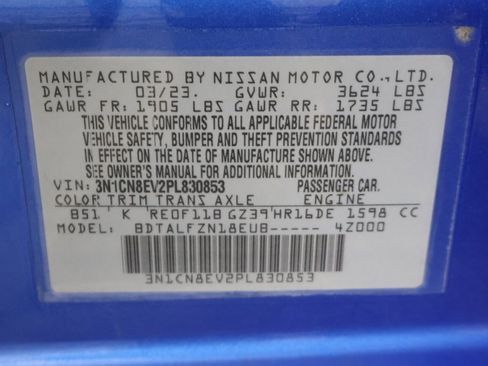 MANUFACTURED BY NISSAN MOTOR CO.,LTD.
DATE: 03/23. GVWR: 3624 LBS
GAWR FR: 1905 LBS GAWR RR: 1735 LBS
THIS VEHICLE CONFORMS TO ALL APPLICABLE FEDERAL MOTOR
VEHICLE SAFETY, BUMPER AND THEFT PREVENTION STANDARDS
IN EFFECT ON THE DATE OF MANUFACTURE SHOWN ABOVE.
SEE OWNER'S MANUAL FOR ADDITIONAL INFORMATION.
VIN: 3N1CN8EV2PL830853 PASSENGER CAR.
COLOR TRIM TRANS AXLE ENGINE
B51 K RE0F11B GZ39 HR16DE 1598 CC
MODEL: BDTALFZN18EUB----- 4Z000
3N1CN8EV2PL830853